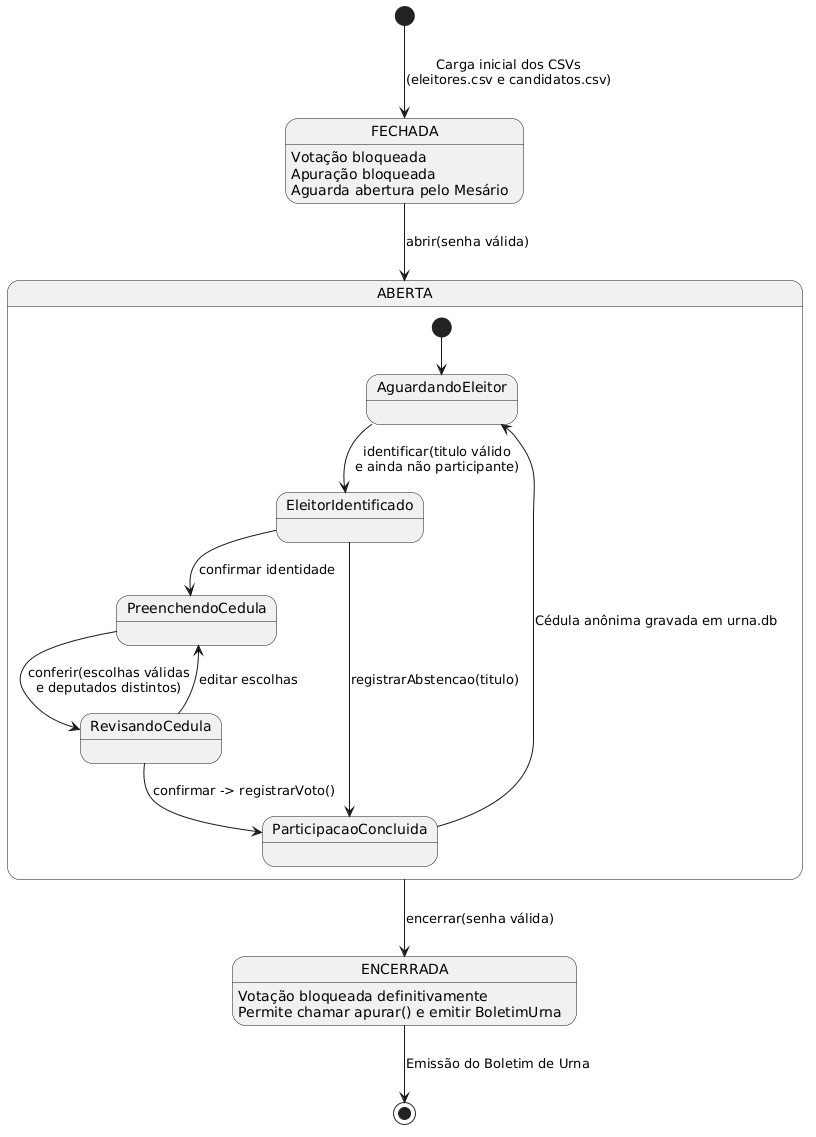 Carga inicial dos CSVs
(eleitores.csv e candidatos.csv)
FECHADA
Votação bloqueada
Apuração bloqueada
Aguarda abertura pelo Mesário
abrir(senha válida)
ABERTA
AguardandoEleitor
identificar(titulo válido
e ainda não participante)
EleitorIdentificado
confirmar identidade
PreenchendoCedula
Cédula anônima gravada em urna.db
conferir(escolhas válidas
e deputados distintos)
editar escolhas
registrarAbstencao(titulo)
RevisandoCedula
confirmar -> registrarVoto()
ParticipacaoConcluida
encerrar(senha válida)
ENCERRADA
Votação bloqueada definitivamente
Permite chamar apurar() e emitir BoletimUrna
Emissão do Boletim de Urna